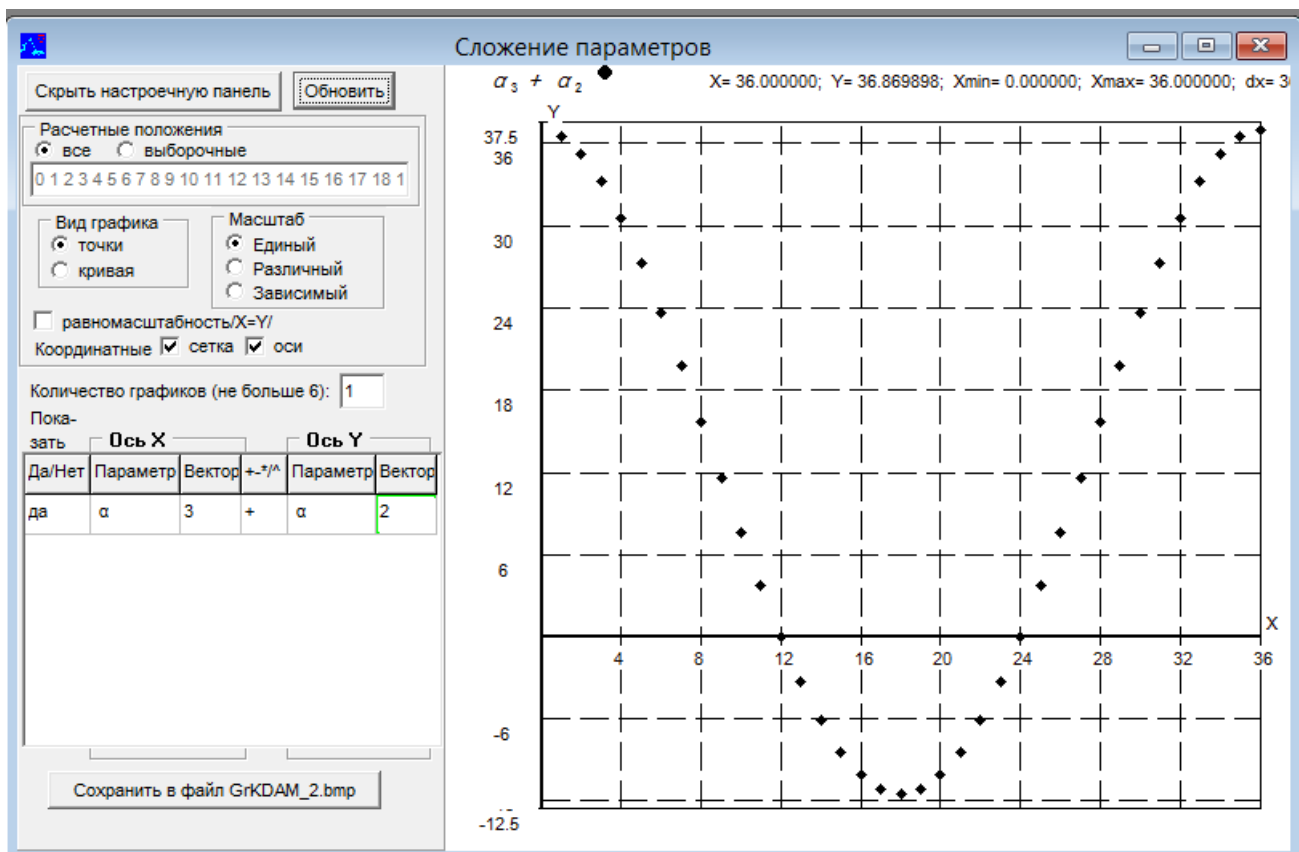 Сложение параметров
Скрыть настроечную панель
Обновить
Расчетные положения
все
выборочные
0 1 2 3 4 5 6 7 8 9 10 11 12 13 14 15 16 17 18 1
Вид графика
точки
кривая
Масштаб
Единый
Различный
Зависимый
равномасштабность/X=Y/
Координатные
сетка
оси
Количество графиков (не больше 6):
1
Пока-
зать
Ось X
Ось Y
Да/Нет Параметр Вектор +-*/^ Параметр Вектор
да α 3 + α 2
Сохранить в файл GrKDAM_2.bmp
α₃ + α₂
X= 36.000000; Y= 36.869898; Xmin= 0.000000; Xmax= 36.000000; dx=
Y
37.5
36
30
24
18
12
6
-6
-12.5
X
4 8 12 16 20 24 28 32 36